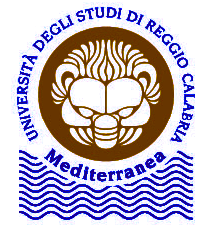 UNIVERSITÀ DEGLI STUDI DI REGGIO CALABRIA
Mediterranea